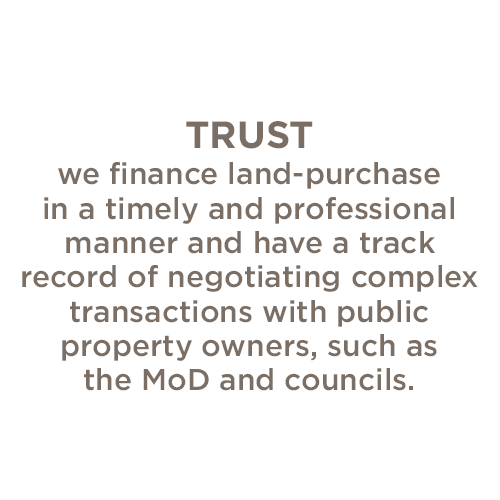 TRUST
we finance land-purchase
in a timely and professional
manner and have a track
record of negotiating complex
transactions with public
property owners, such as
the MoD and councils.